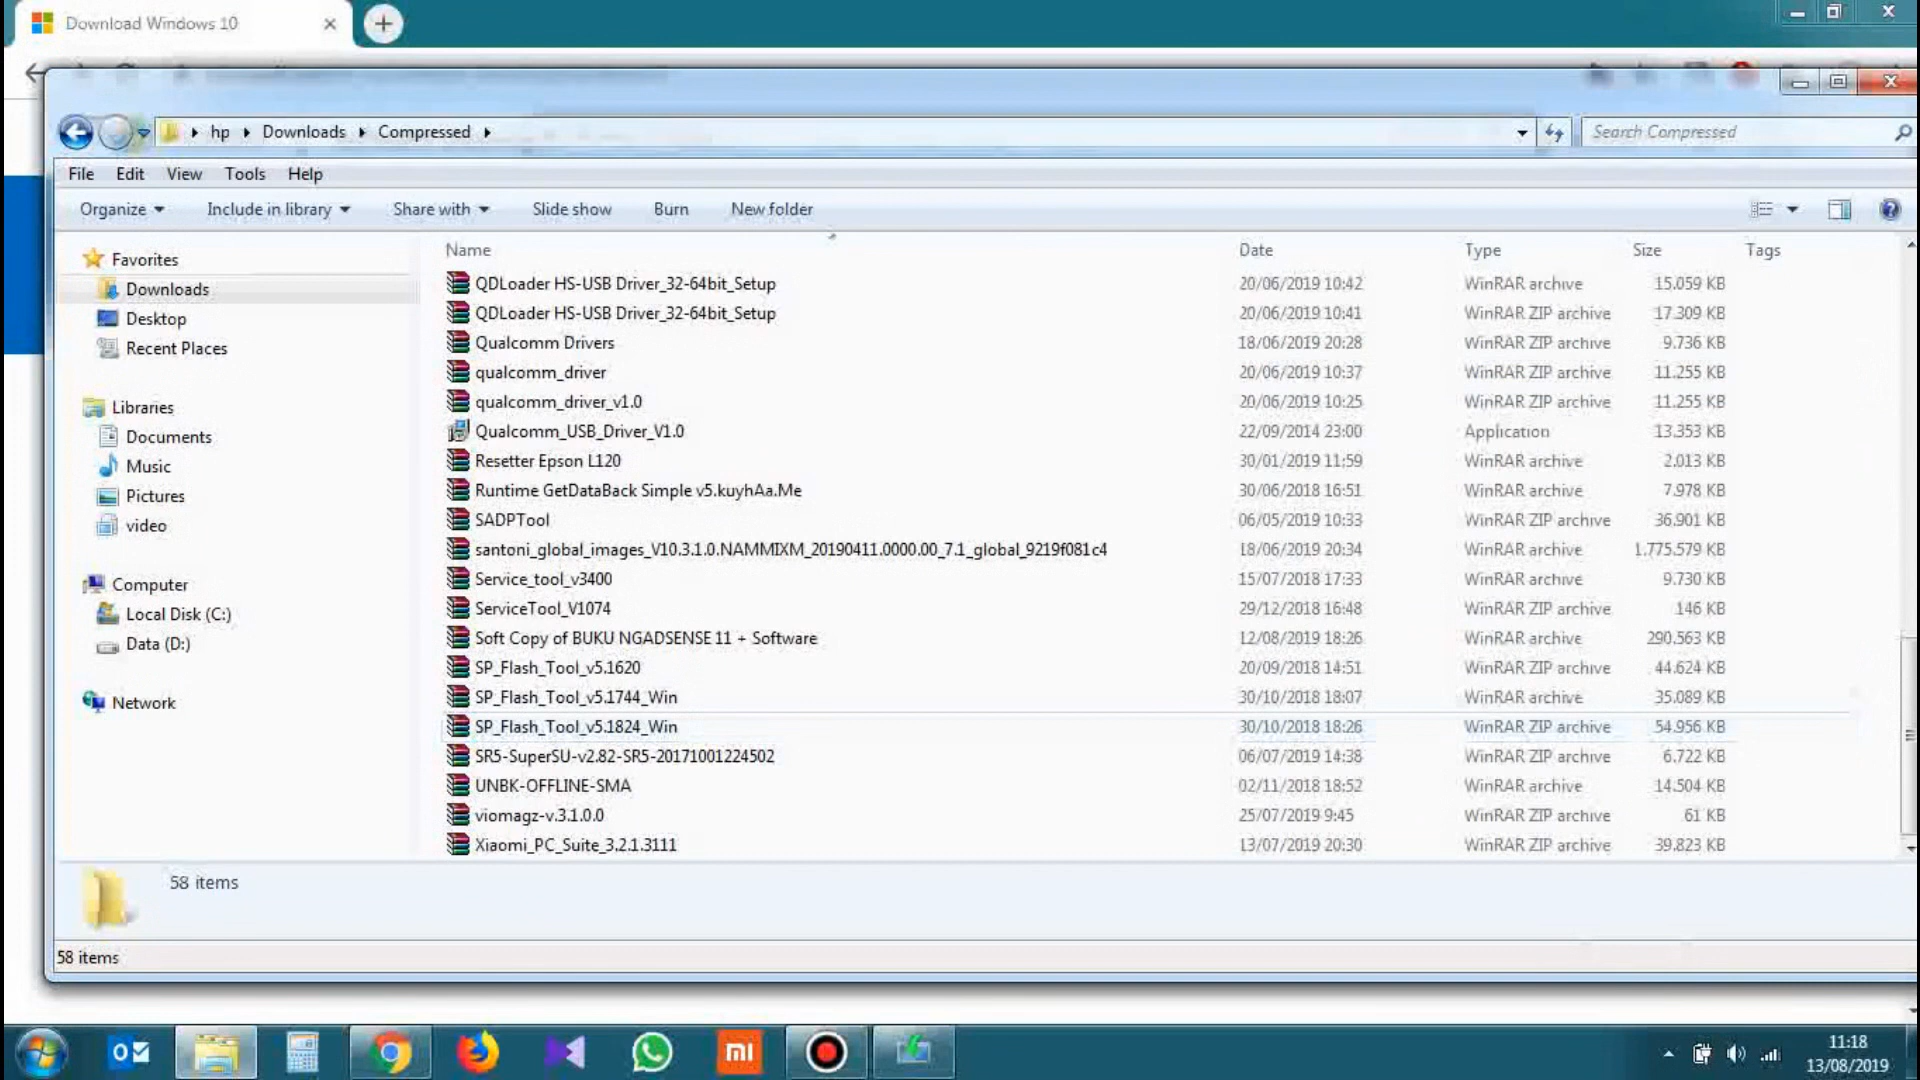 Download Windows 10
hp Downloads Compressed
Search Compressed
File Edit View Tools Help
Organize Include in library Share with Slide show Burn New folder
Name Date Type Size Tags
Favorites
Downloads
Desktop
Recent Places
Libraries
Documents
Music
Pictures
video
Computer
Local Disk (C:)
Data (D:)
Network
QDLoader HS-USB Driver_32-64bit_Setup 20/06/2019 10:42 WinRAR archive 15.059 KB
QDLoader HS-USB Driver_32-64bit_Setup 20/06/2019 10:41 WinRAR ZIP archive 17.309 KB
Qualcomm Drivers 18/06/2019 20:28 WinRAR ZIP archive 9.736 KB
qualcomm_driver 20/06/2019 10:37 WinRAR ZIP archive 11.255 KB
qualcomm_driver_v1.0 20/06/2019 10:25 WinRAR ZIP archive 11.255 KB
Qualcomm_USB_Driver_V1.0 22/09/2014 23:00 Application 13.353 KB
Resetter Epson L120 30/01/2019 11:59 WinRAR archive 2.013 KB
Runtime GetDataBack Simple v5.kuyhAa.Me 30/06/2018 16:51 WinRAR archive 7.978 KB
SADPTool 06/05/2019 10:33 WinRAR ZIP archive 36.901 KB
santoni_global_images_V10.3.1.0.NAMMIXM_20190411.0000.00_7.1_global_9219f081c4 18/06/2019 20:34 WinRAR archive 1.775.579 KB
Service_tool_v3400 15/07/2018 17:33 WinRAR archive 9.730 KB
ServiceTool_V1074 29/12/2018 16:48 WinRAR ZIP archive 146 KB
Soft Copy of BUKU NGADSENSE 11 + Software 12/08/2019 18:26 WinRAR archive 290.563 KB
SP_Flash_Tool_v5.1620 20/09/2018 14:51 WinRAR ZIP archive 44.624 KB
SP_Flash_Tool_v5.1744_Win 30/10/2018 18:07 WinRAR archive 35.089 KB
SP_Flash_Tool_v5.1824_Win 30/10/2018 18:26 WinRAR ZIP archive 54.956 KB
SR5-SuperSU-v2.82-SR5-20171001224502 06/07/2019 14:38 WinRAR ZIP archive 6.722 KB
UNBK-OFFLINE-SMA 02/11/2018 18:52 WinRAR archive 14.504 KB
viomagz-v.3.1.0.0 25/07/2019 9:45 WinRAR ZIP archive 61 KB
Xiaomi_PC_Suite_3.2.1.3111 13/07/2019 20:30 WinRAR ZIP archive 39.823 KB
58 items
58 items
mi
11:18
13/08/2019